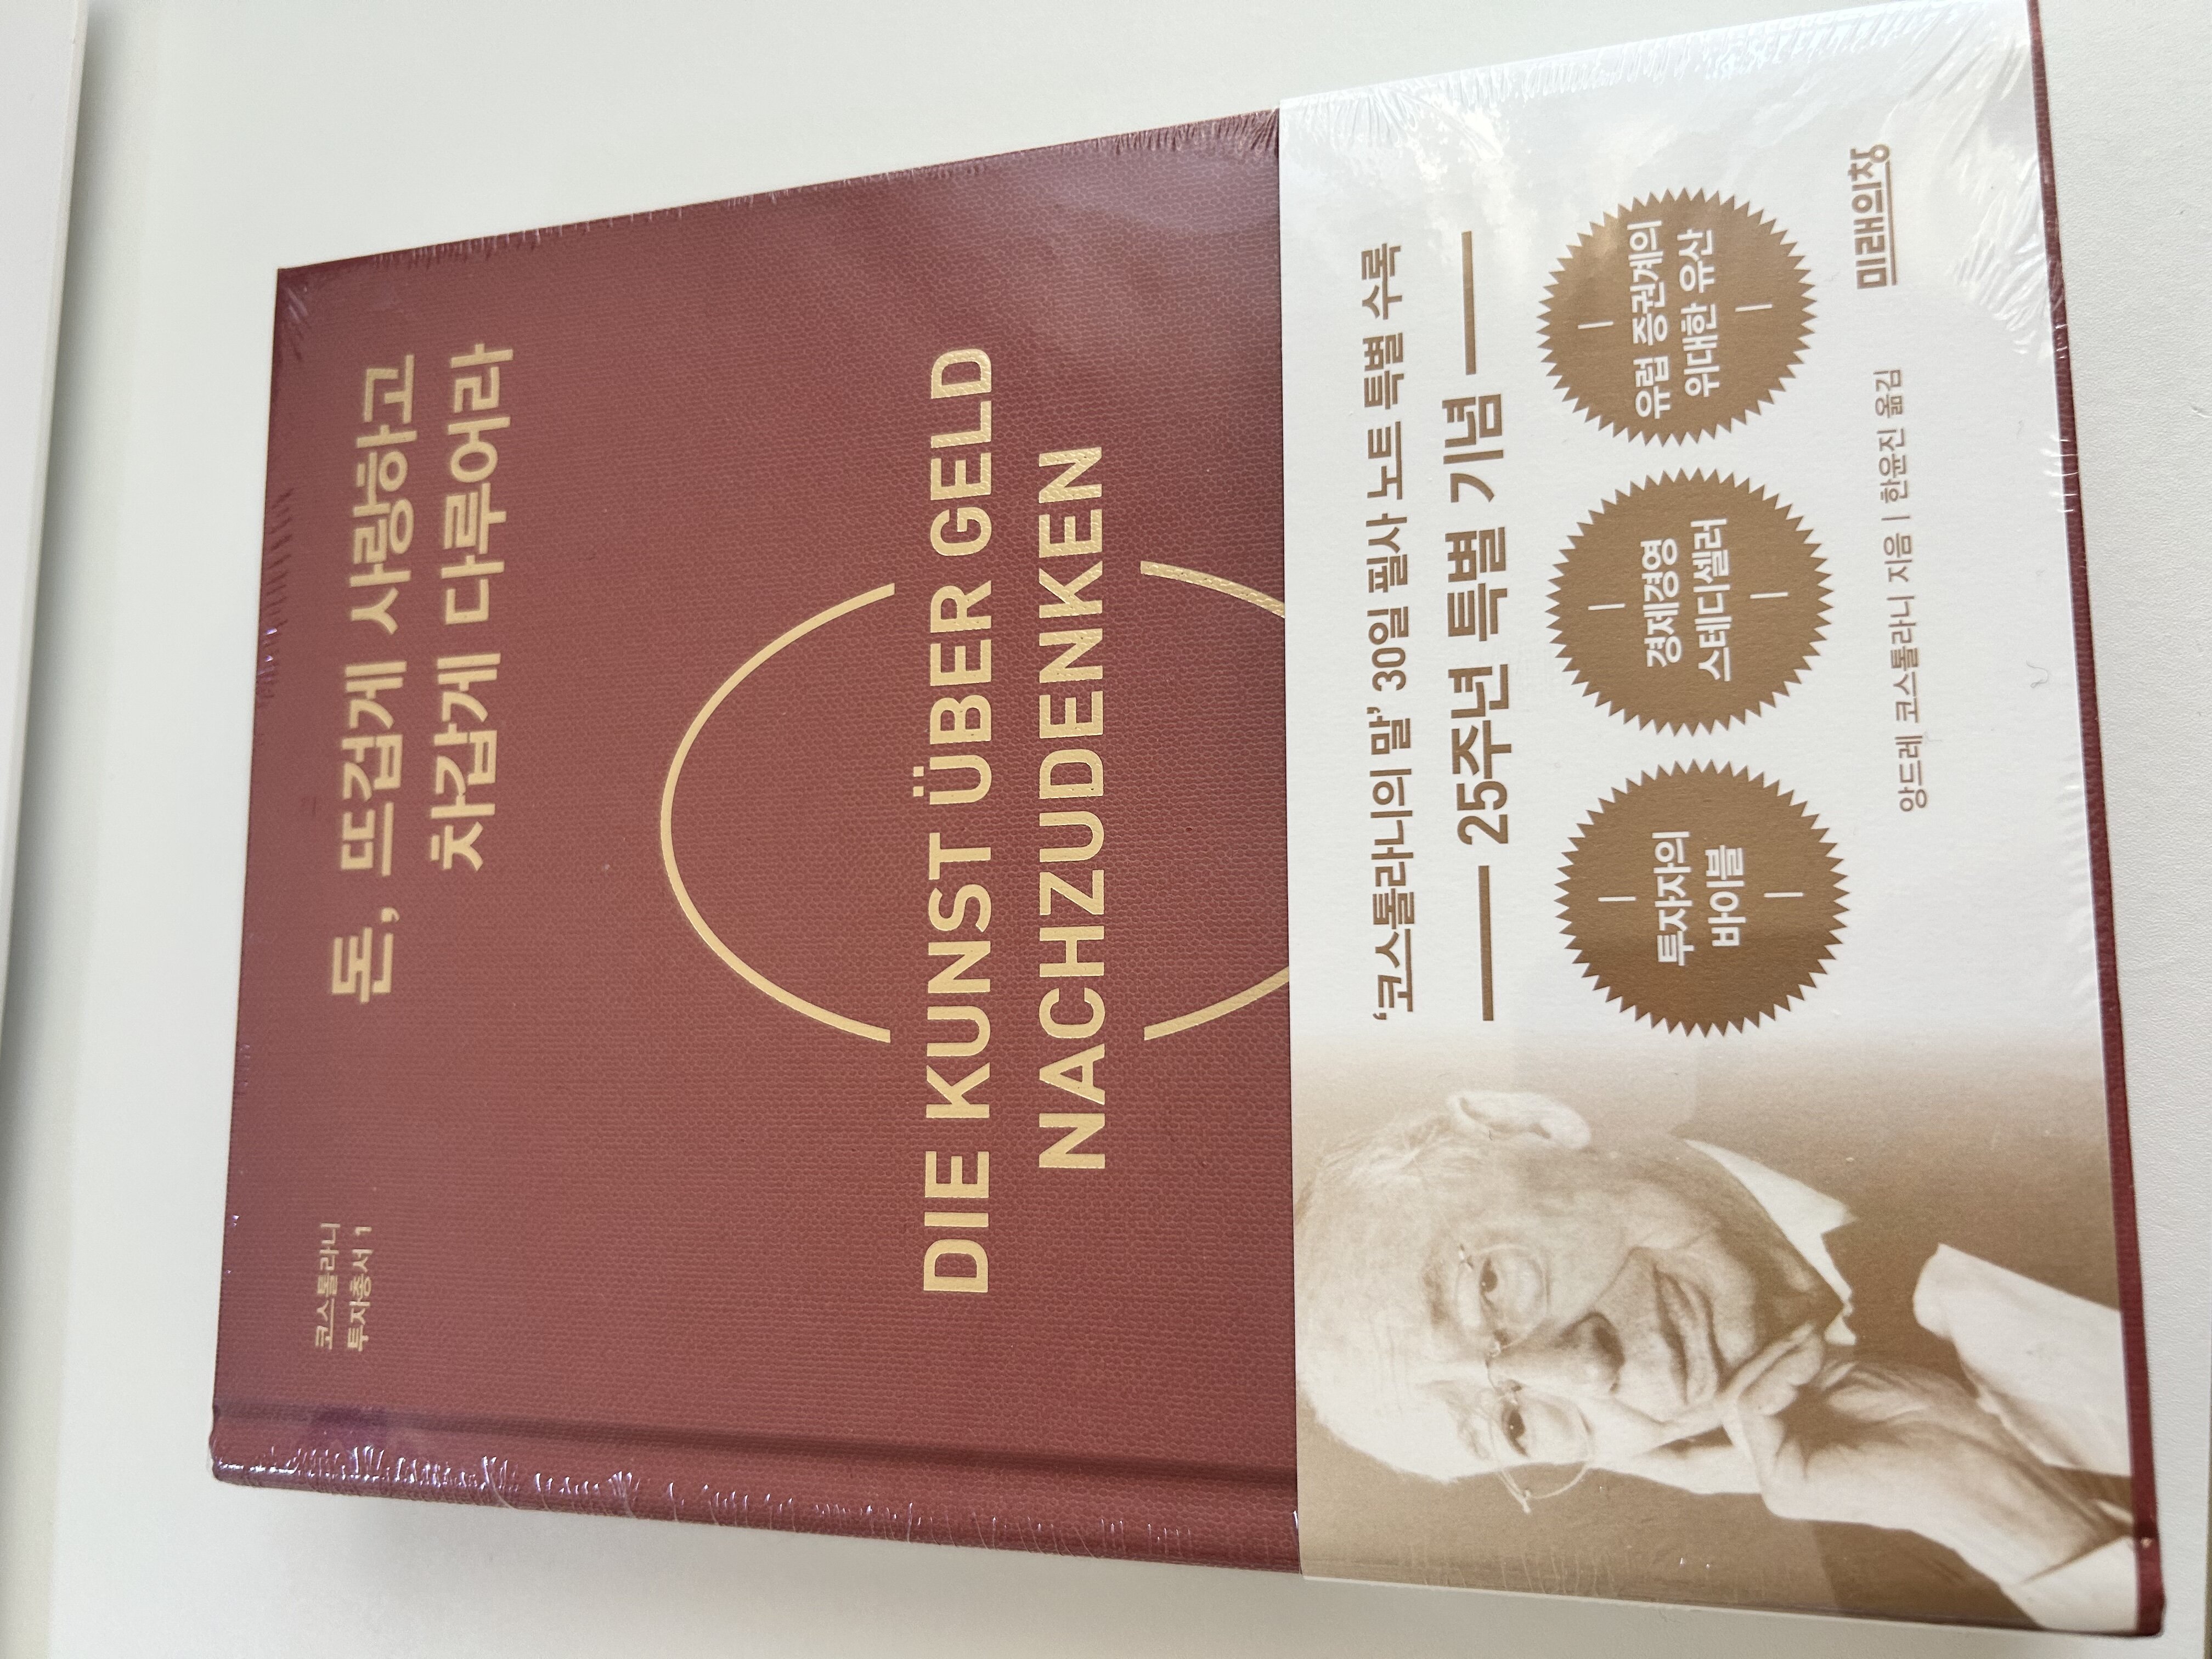 코스톨라니
투자총서 1
돈, 뜨겁게 사랑하고
차갑게 다루어라
DIE KUNST ÜBER GELD
NACHZUDENKEN
‘코스톨라니의 말’ 30일 필사 노트 특별 수록
25주년 특별 기념
투자자의
바이블
경제경영
스테디셀러
유럽 증권계의
위대한 유산
앙드레 코스톨라니 지음 | 한윤진 옮김
미래의창